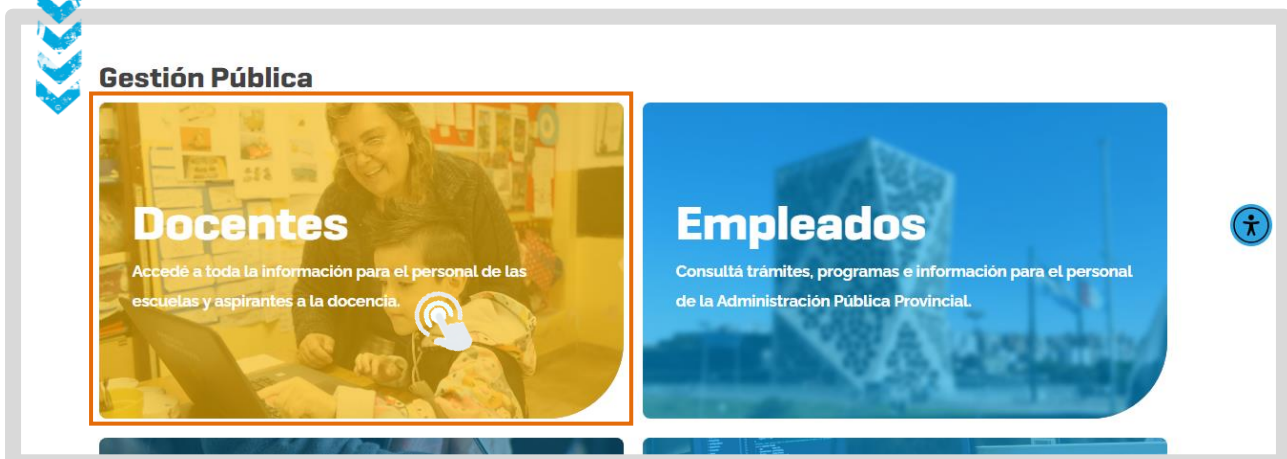 Gestión Pública
Docentes
Accedé a toda la información para el personal de las
escuelas y aspirantes a la docencia.
Empleados
Consultá trámites, programas e información para el personal
de la Administración Pública Provincial.